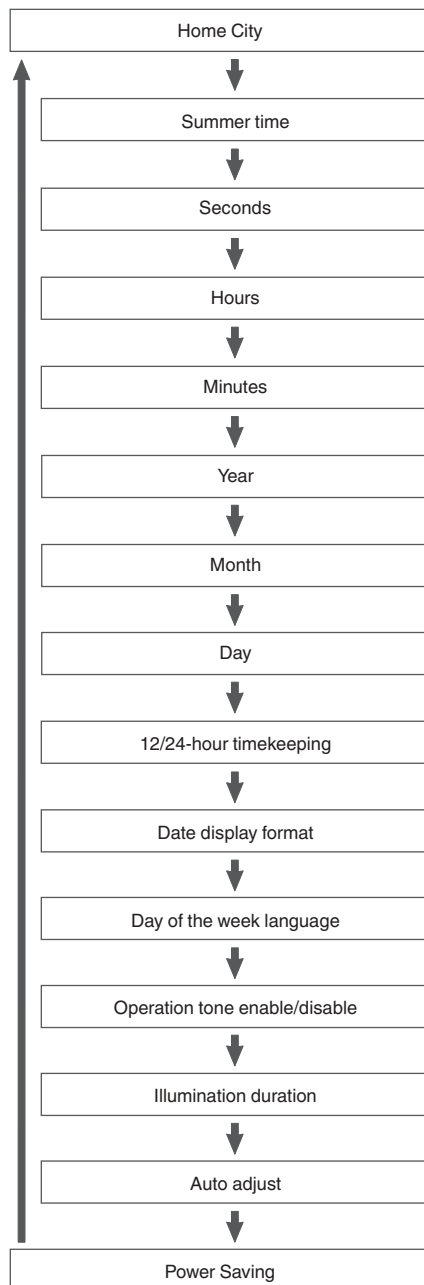 Home City
Summer time
Seconds
Hours
Minutes
Year
Month
Day
12/24-hour timekeeping
Date display format
Day of the week language
Operation tone enable/disable
Illumination duration
Auto adjust
Power Saving